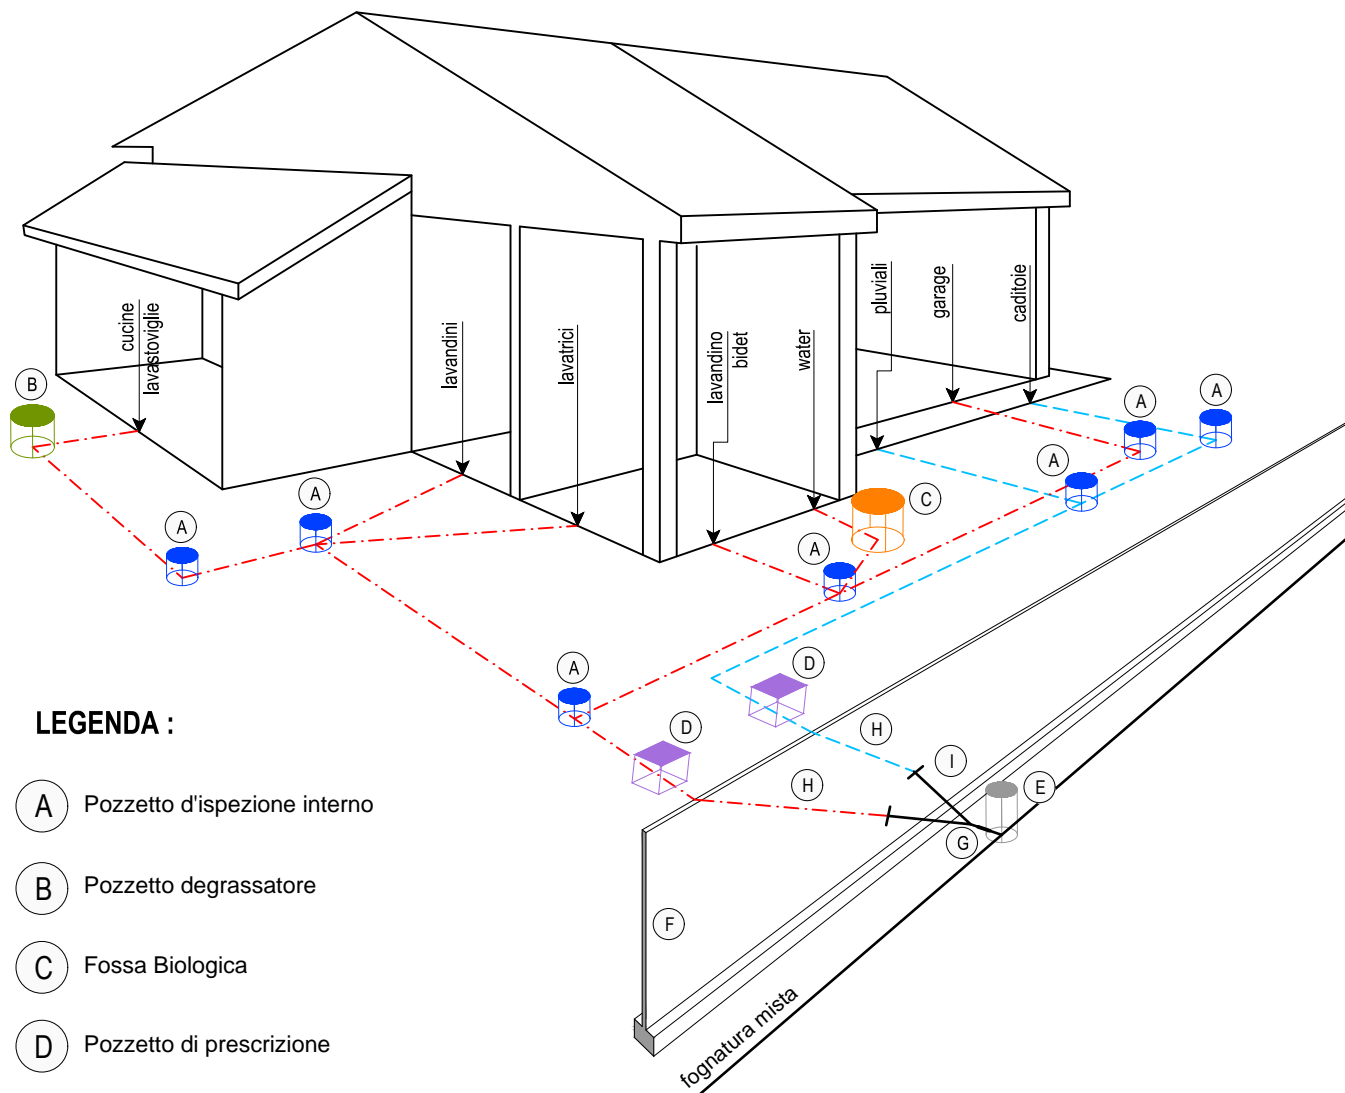 cucine
lavastoviglie
lavandini
lavatrici
lavandino
bidet
water
pluviali
garage
caditoie
B
A
A
A
A
A
C
A
A
D
D
H
H
I
E
G
F
fognatura mista
LEGENDA :
A Pozzetto d'ispezione interno
B Pozzetto degrassatore
C Fossa Biologica
D Pozzetto di prescrizione